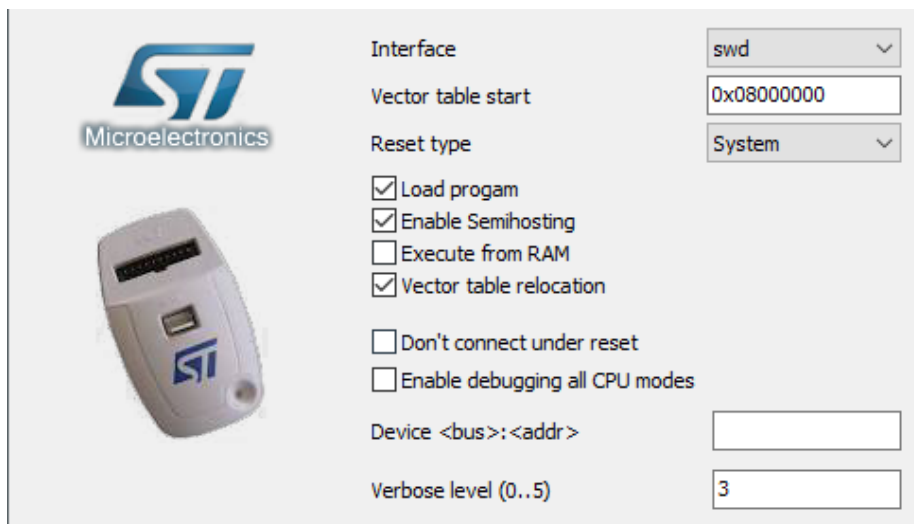 ST
Microelectronics
Interface swd
Vector table start 0x08000000
Reset type System
Load progam
Enable Semihosting
Execute from RAM
Vector table relocation
Don't connect under reset
Enable debugging all CPU modes
Device <bus>:<addr>
Verbose level (0..5) 3
ST